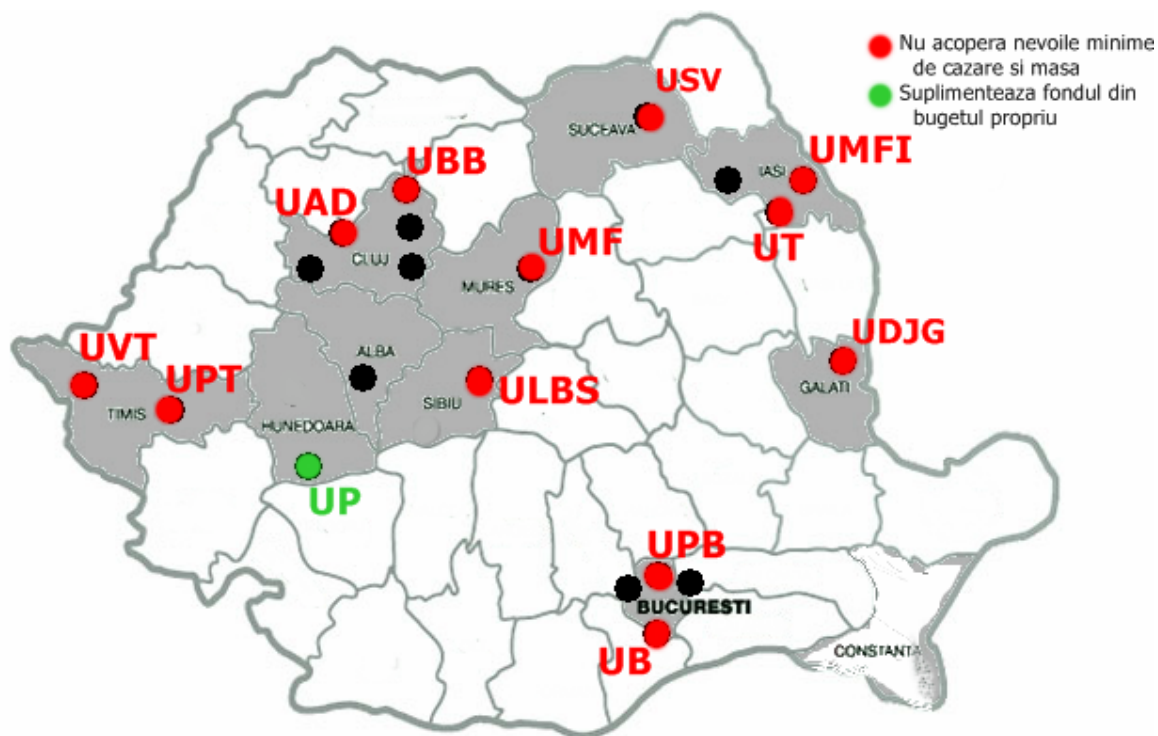 Nu acopera nevoile minime
de cazare si masa
Suplimenteaza fondul din
bugetul propriu
USV
SUCEAVA
UBB
UMFI
IASI
UAD
UT
UMF
CLUJ
MURES
UDJG
UVT
ALBA
UPT
ULBS
GALATI
TIMIS
SIBIU
HUNEDOARA
UP
UPB
BUCURESTI
UB
CONSTANTA